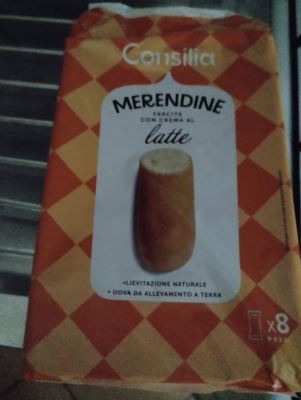 Consilia
MERENDINE
FARCITE
CON CREMA AL
latte
•LIEVITAZIONE NATURALE
• UOVA DA ALLEVAMENTO A TERRA
x8